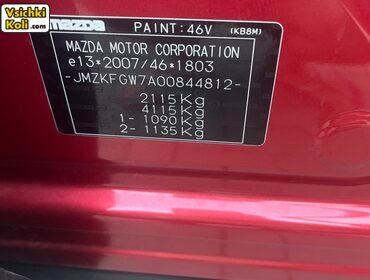 Vsichki
Koli.com
mazda
PAINT:46V
(KB8M)
MAZDA MOTOR CORPORATION
e13*2007/46*1803
-JMZKFGW7A00844812-
2115Kg
4115Kg
1- 1090Kg
2- 1135Kg